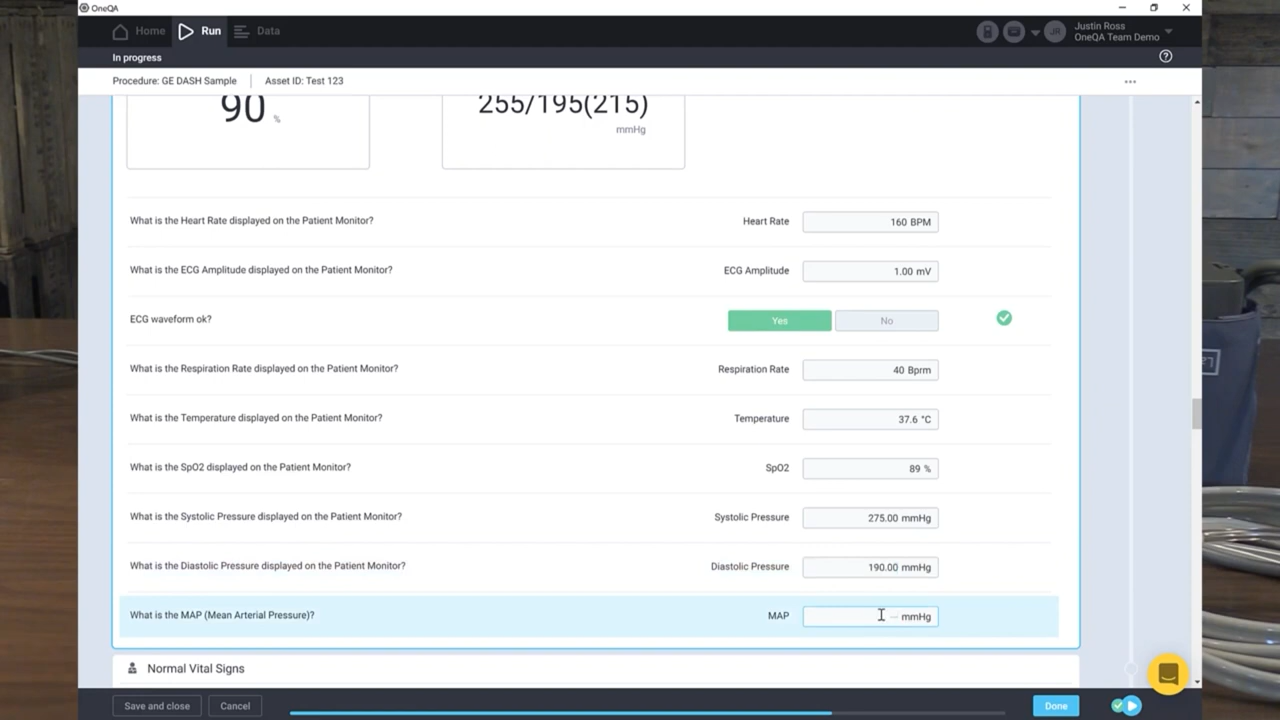 OneQA
Home Run Data
JR Justin Ross
OneQA Team Demo
In progress
Procedure: GE DASH Sample Asset ID: Test 123
90 % 255/195(215)
mmHg
What is the Heart Rate displayed on the Patient Monitor? Heart Rate 160 BPM
What is the ECG Amplitude displayed on the Patient Monitor? ECG Amplitude 1.00 mV
ECG waveform ok? Yes No
What is the Respiration Rate displayed on the Patient Monitor? Respiration Rate 40 Bprm
What is the Temperature displayed on the Patient Monitor? Temperature 37.6 °C
What is the SpO2 displayed on the Patient Monitor? SpO2 89 %
What is the Systolic Pressure displayed on the Patient Monitor? Systolic Pressure 275.00 mmHg
What is the Diastolic Pressure displayed on the Patient Monitor? Diastolic Pressure 190.00 mmHg
What is the MAP (Mean Arterial Pressure)? MAP --- mmHg
Normal Vital Signs
Save and close Cancel Done